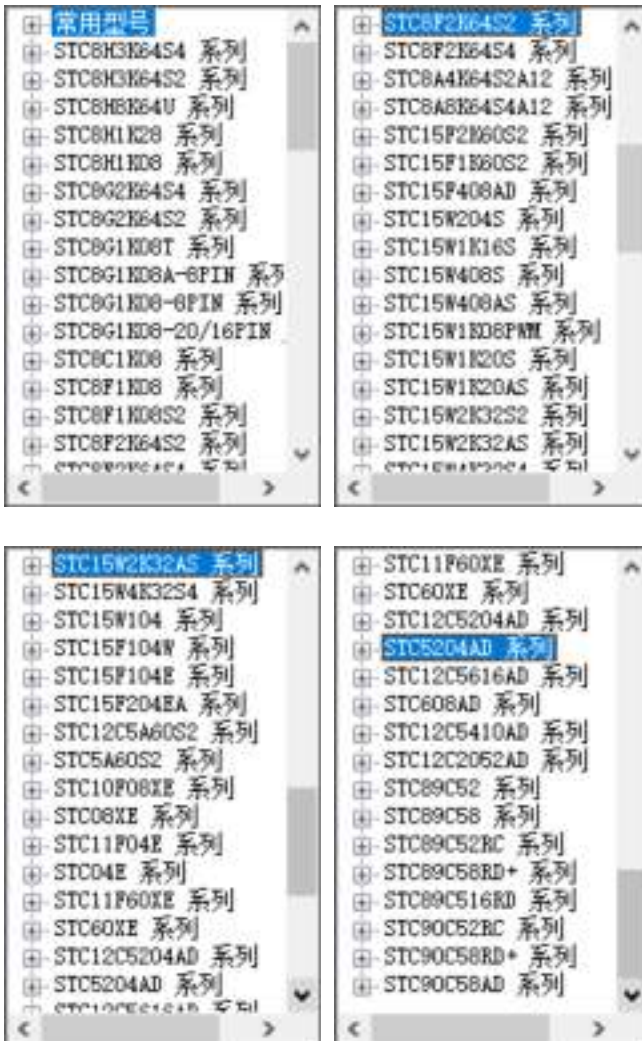 常用型号
STC8H3K64S4 系列
STC8H3K64S2 系列
STC8H8K64U 系列
STC8H1K28 系列
STC8H1K08 系列
STC8G2K64S4 系列
STC8G2K64S2 系列
STC8G1K08T 系列
STC8G1K08A-8PIN 系列
STC8G1K08-8PIN 系列
STC8G1K08-20/16PIN
STC8C1K08 系列
STC8F1K08 系列
STC8F1K08S2 系列
STC8F2K64S2 系列
STC8F2K64S4 系列
STC8F2K64S2 系列
STC8F2K64S4 系列
STC8A4K64S2A12 系列
STC8A8K64S4A12 系列
STC15F2K60S2 系列
STC15F1K60S2 系列
STC15F408AD 系列
STC15W204S 系列
STC15W1K16S 系列
STC15W408S 系列
STC15W408AS 系列
STC15W1K08PWM 系列
STC15W1K20S 系列
STC15W1K20AS 系列
STC15W2K32S2 系列
STC15W2K32AS 系列
STC15W4K32S4 系列
STC15W2K32AS 系列
STC15W4K32S4 系列
STC15W104 系列
STC15F104W 系列
STC15F104E 系列
STC15F204EA 系列
STC12C5A60S2 系列
STC5A60S2 系列
STC10F08XE 系列
STC08XE 系列
STC11F04E 系列
STC04E 系列
STC11F60XE 系列
STC60XE 系列
STC12C5204AD 系列
STC5204AD 系列
STC12C5616AD 系列
STC11F60XE 系列
STC60XE 系列
STC12C5204AD 系列
STC5204AD 系列
STC12C5616AD 系列
STC608AD 系列
STC12C5410AD 系列
STC12C2052AD 系列
STC89C52 系列
STC89C58 系列
STC89C52RC 系列
STC89C58RD+ 系列
STC89C516RD 系列
STC90C52RC 系列
STC90C58RD+ 系列
STC90C58AD 系列